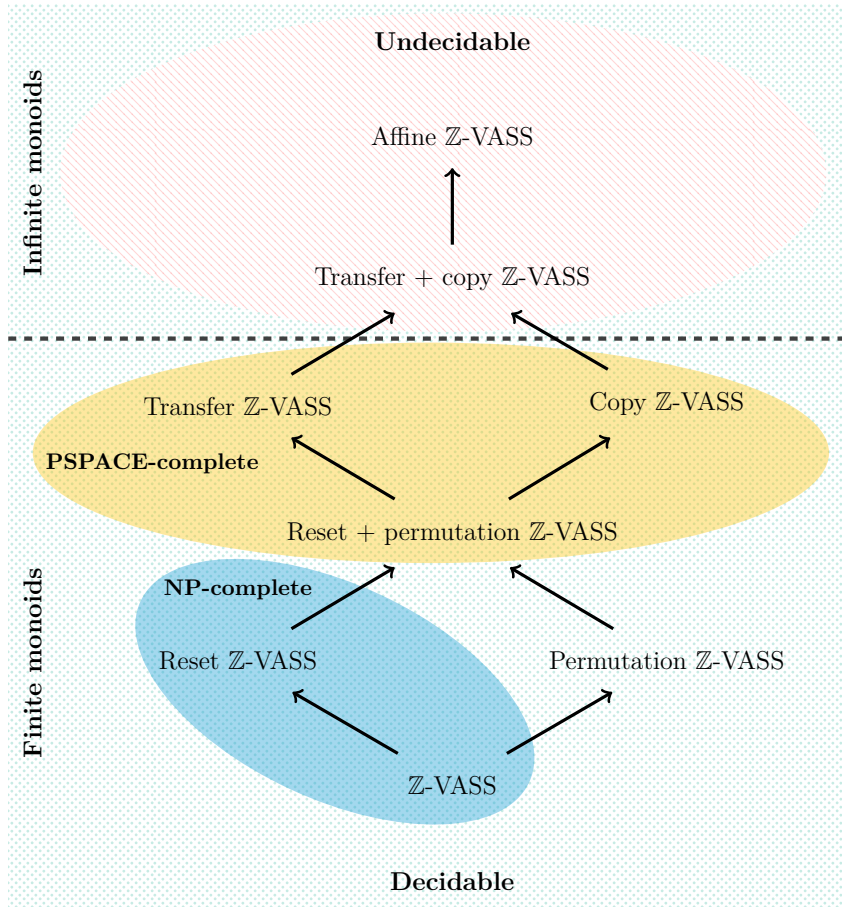 Undecidable
Infinite monoids
Affine ℤ-VASS
Transfer + copy ℤ-VASS
Transfer ℤ-VASS
Copy ℤ-VASS
PSPACE-complete
Reset + permutation ℤ-VASS
Finite monoids
NP-complete
Reset ℤ-VASS
Permutation ℤ-VASS
ℤ-VASS
Decidable